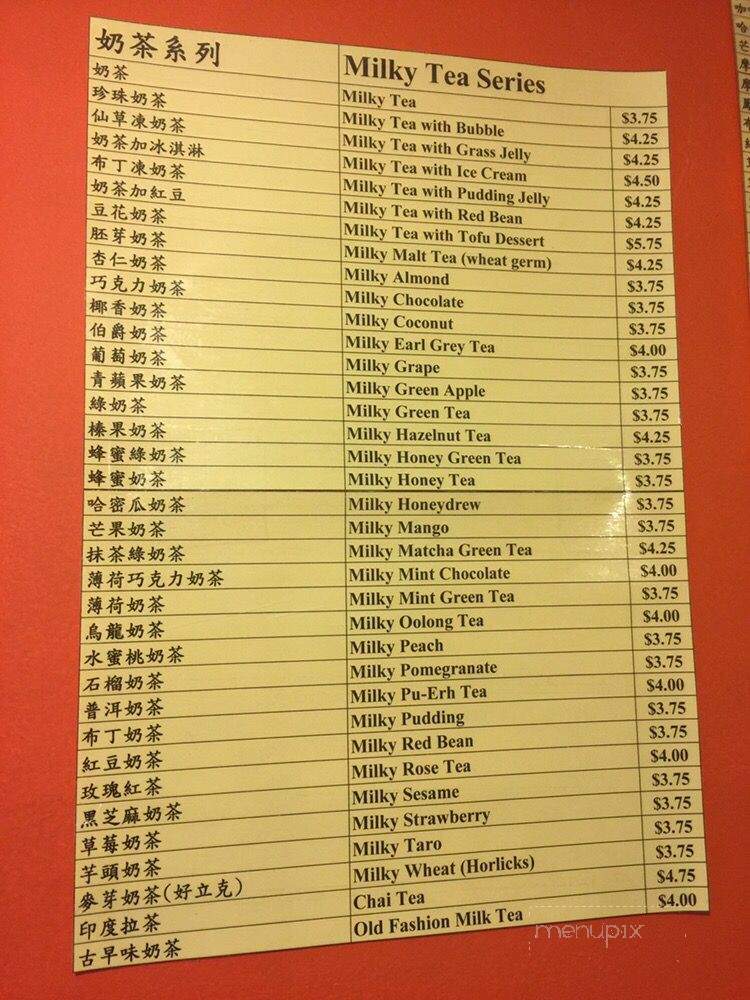 奶茶系列 Milky Tea Series
奶茶 Milky Tea $3.75
珍珠奶茶 Milky Tea with Bubble $4.25
仙草凍奶茶 Milky Tea with Grass Jelly $4.25
奶茶加冰淇淋 Milky Tea with Ice Cream $4.50
布丁凍奶茶 Milky Tea with Pudding Jelly $4.25
奶茶加紅豆 Milky Tea with Red Bean $4.25
豆花奶茶 Milky Tea with Tofu Dessert $5.75
胚芽奶茶 Milky Malt Tea (wheat germ) $4.25
杏仁奶茶 Milky Almond $3.75
巧克力奶茶 Milky Chocolate $3.75
椰香奶茶 Milky Coconut $3.75
伯爵奶茶 Milky Earl Grey Tea $4.00
葡萄奶茶 Milky Grape $3.75
青蘋果奶茶 Milky Green Apple $3.75
綠奶茶 Milky Green Tea $3.75
榛果奶茶 Milky Hazelnut Tea $4.25
蜂蜜綠奶茶 Milky Honey Green Tea $3.75
蜂蜜奶茶 Milky Honey Tea $3.75
哈密瓜奶茶 Milky Honeydrew $3.75
芒果奶茶 Milky Mango $3.75
抹茶綠奶茶 Milky Matcha Green Tea $4.25
薄荷巧克力奶茶 Milky Mint Chocolate $4.00
薄荷奶茶 Milky Mint Green Tea $3.75
烏龍奶茶 Milky Oolong Tea $4.00
水蜜桃奶茶 Milky Peach $3.75
石榴奶茶 Milky Pomegranate $3.75
普洱奶茶 Milky Pu-Erh Tea $4.00
布丁奶茶 Milky Pudding $3.75
紅豆奶茶 Milky Red Bean $3.75
玫瑰紅茶 Milky Rose Tea $4.00
黑芝麻奶茶 Milky Sesame $3.75
草莓奶茶 Milky Strawberry $3.75
芋頭奶茶 Milky Taro $3.75
麥芽奶茶(好立克) Milky Wheat (Horlicks) $3.75
印度拉茶 Chai Tea $4.75
古早味奶茶 Old Fashion Milk Tea $4.00
menupix